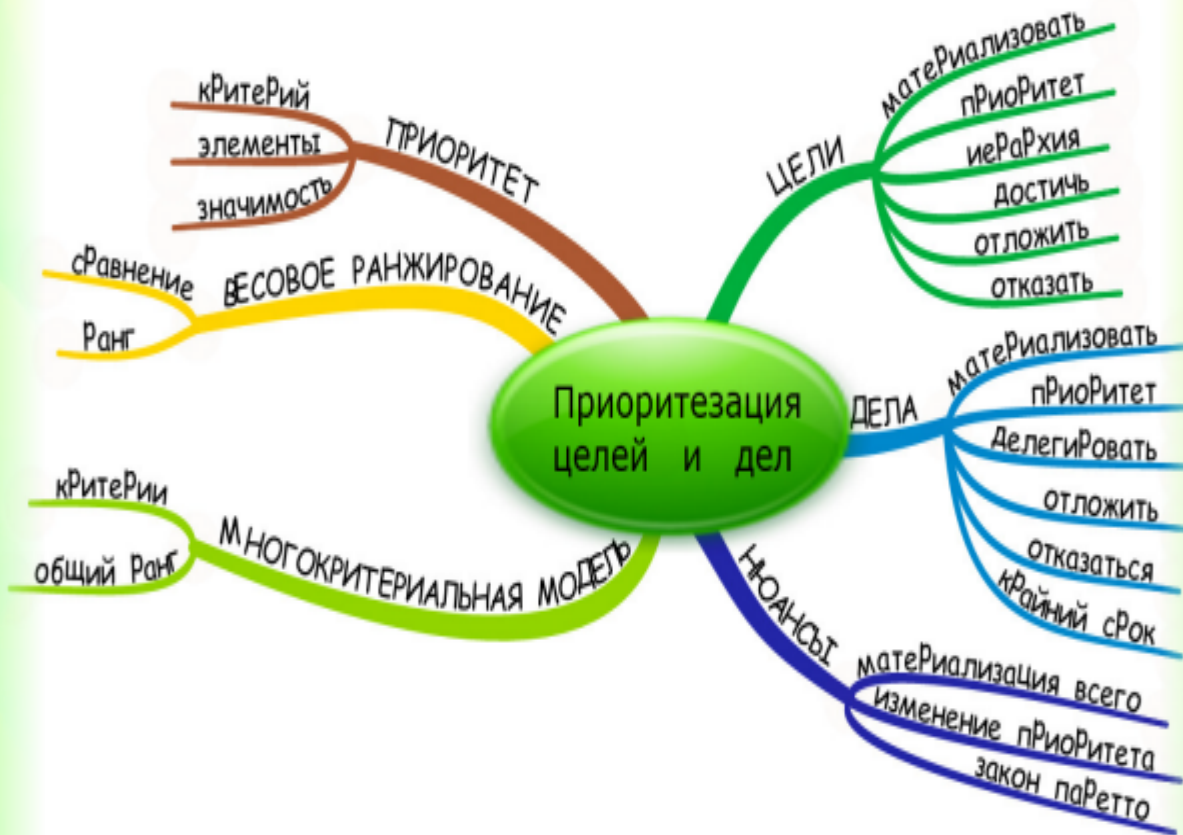 Приоритезация
целей и дел
ЦЕЛИ
матеРиализовать
пРиоРитет
иеРаРхия
достичь
отложить
отказать
ДЕЛА
матеРиализовать
пРиоРитет
делегиРовать
отложить
отказаться
кРайний сРок
НЮАНСЫ
матеРиализация всего
изменение пРиоРитета
закон паРетто
МНОГОКРИТЕРИАЛЬНАЯ МОДЕЛЬ
кРитеРии
общий Ранг
ВЕСОВОЕ РАНЖИРОВАНИЕ
сРавнение
Ранг
ПРИОРИТЕТ
кРитеРий
элементы
значимость